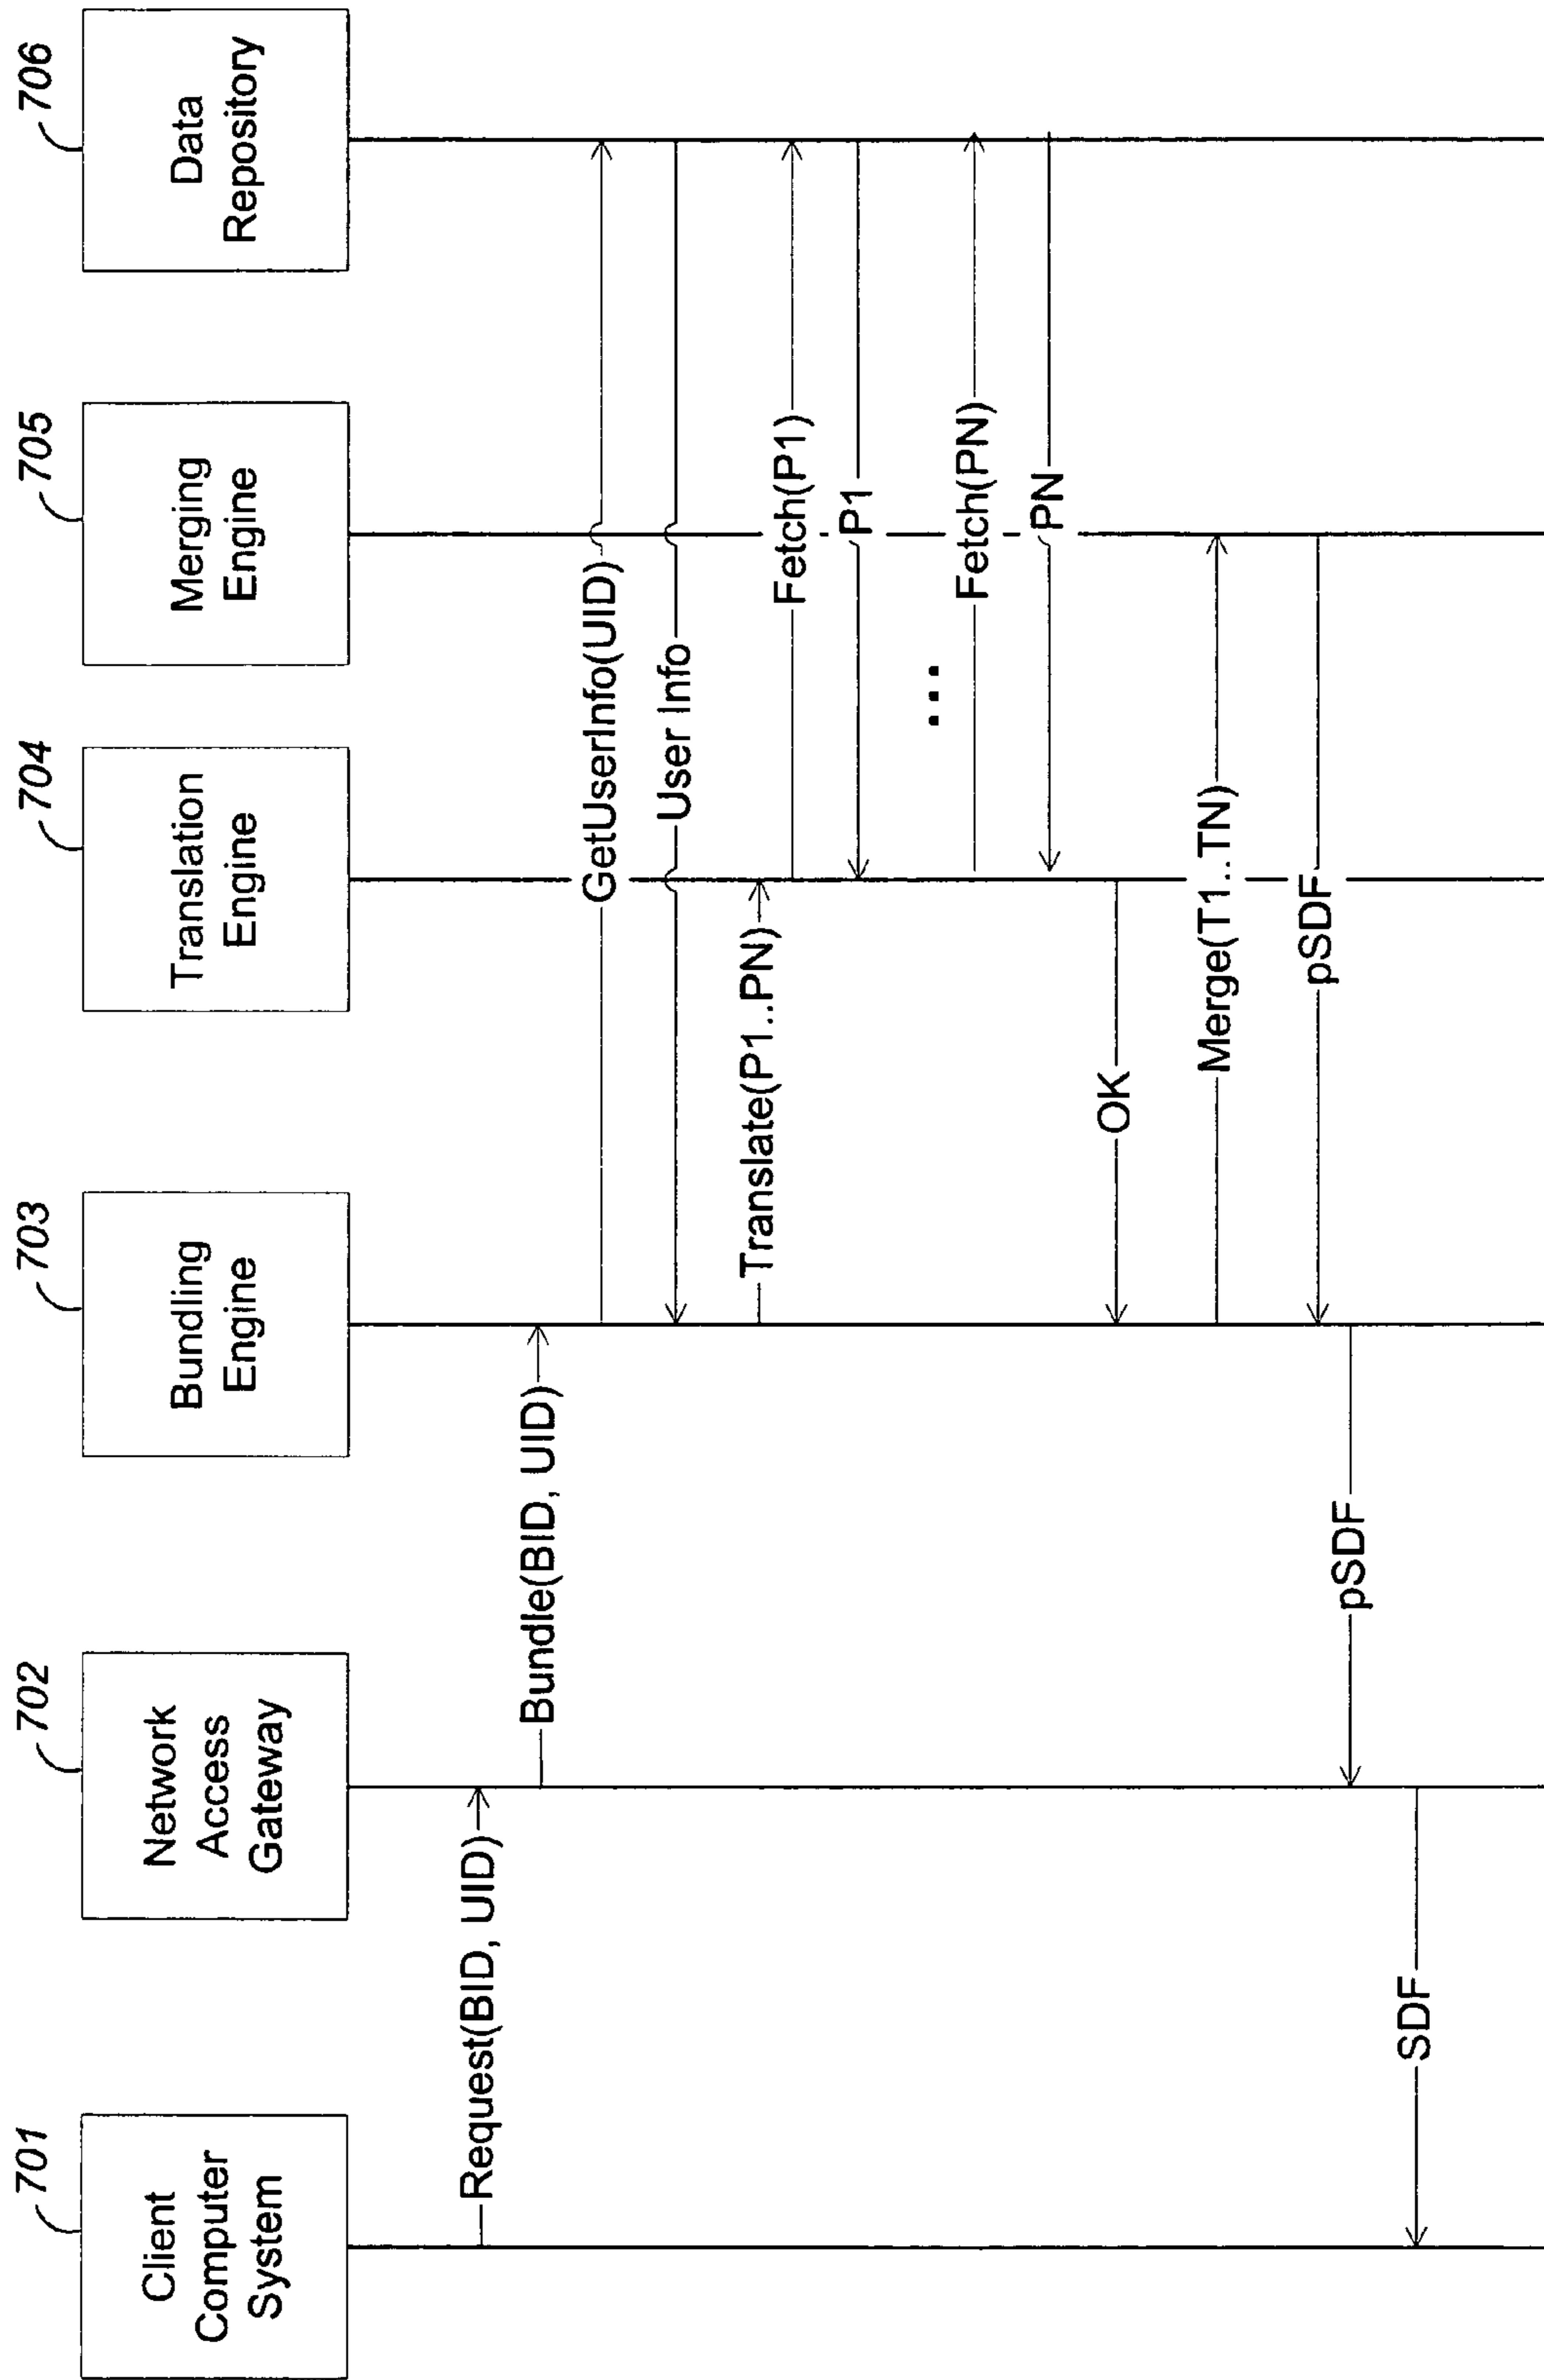 701
Client
Computer
System
702
Network
Access
Gateway
703
Bundling
Engine
704
Translation
Engine
705
Merging
Engine
706
Data
Repository
Request(BID, UID)
Bundle(BID, UID)
GetUserInfo(UID)
User Info
Translate(P1..PN)
Fetch(P1)
P1
...
Fetch(PN)
PN
OK
Merge(T1..TN)
pSDF
pSDF
SDF